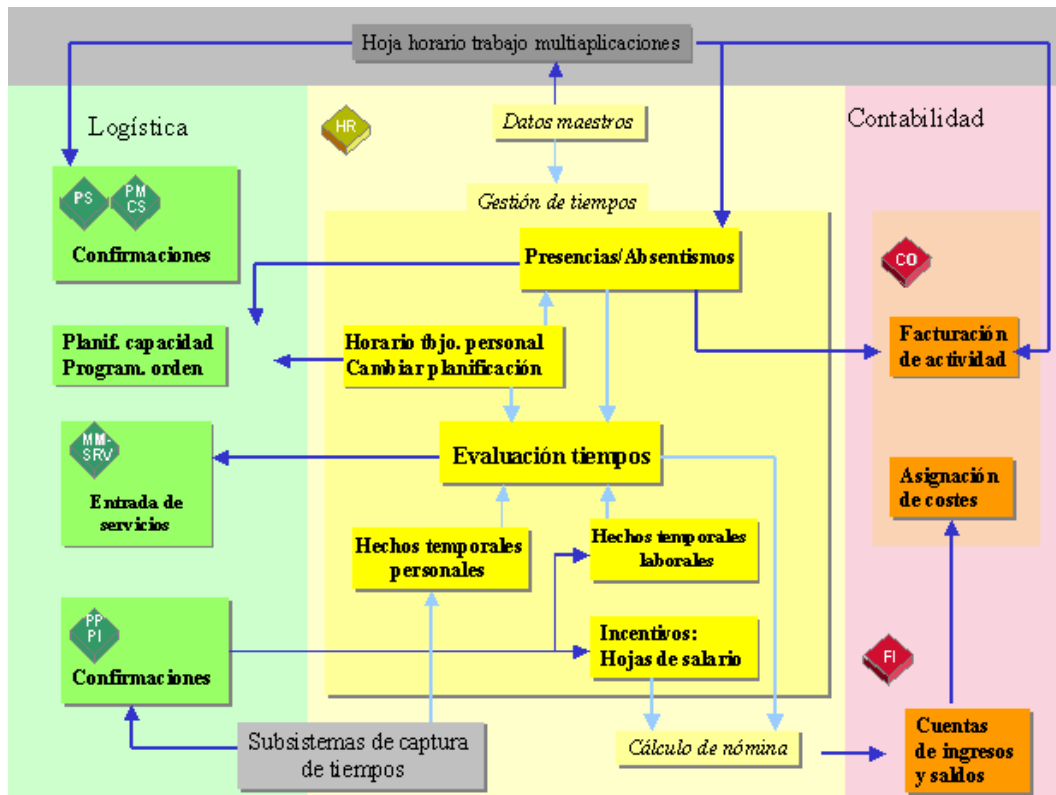 Hoja horario trabajo multiaplicaciones
Logística
HR
Datos maestros
Contabilidad
Gestión de tiempos
PS
PM
CS
Confirmaciones
Presencias/Absentismos
CO
Planif. capacidad
Program. orden
Horario tbjo. personal
Cambiar planificación
Facturación
de actividad
MM-
SRV
Entrada de
servicios
Evaluación tiempos
Asignación
de costes
Hechos temporales
personales
Hechos temporales
laborales
PP
PI
Confirmaciones
Incentivos:
Hojas de salario
FI
Subsistemas de captura
de tiempos
Cálculo de nómina
Cuentas
de ingresos
y saldos